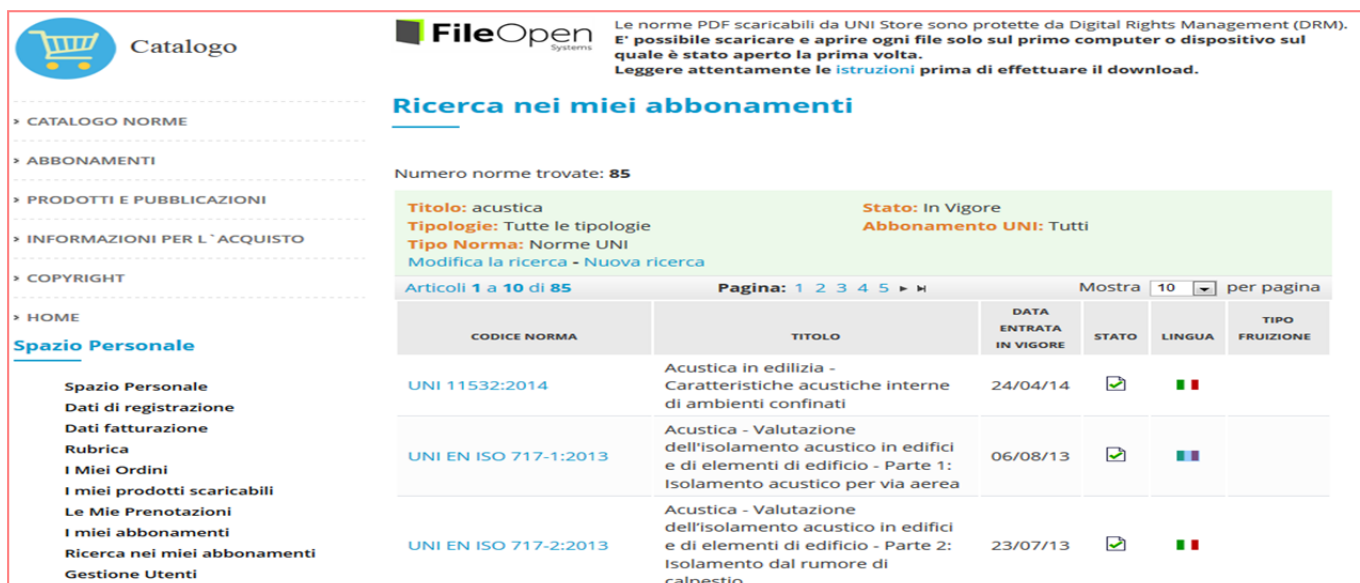 Catalogo
FileOpen
Systems
Le norme PDF scaricabili da UNI Store sono protette da Digital Rights Management (DRM).
E' possibile scaricare e aprire ogni file solo sul primo computer o dispositivo sul
quale è stato aperto la prima volta.
Leggere attentamente le istruzioni prima di effettuare il download.
› CATALOGO NORME
› ABBONAMENTI
› PRODOTTI E PUBBLICAZIONI
› INFORMAZIONI PER L`ACQUISTO
› COPYRIGHT
› HOME
Spazio Personale
Spazio Personale
Dati di registrazione
Dati fatturazione
Rubrica
I Miei Ordini
I miei prodotti scaricabili
Le Mie Prenotazioni
I miei abbonamenti
Ricerca nei miei abbonamenti
Gestione Utenti
Ricerca nei miei abbonamenti
Numero norme trovate: 85
Titolo: acustica Stato: In Vigore
Tipologie: Tutte le tipologie Abbonamento UNI: Tutti
Tipo Norma: Norme UNI
Modifica la ricerca - Nuova ricerca
Articoli 1 a 10 di 85 Pagina: 1 2 3 4 5 Mostra 10 per pagina
CODICE NORMA TITOLO DATA ENTRATA IN VIGORE STATO LINGUA TIPO FRUIZIONE
UNI 11532:2014 Acustica in edilizia -
Caratteristiche acustiche interne
di ambienti confinati 24/04/14
UNI EN ISO 717-1:2013 Acustica - Valutazione
dell'isolamento acustico in edifici
e di elementi di edificio - Parte 1:
Isolamento acustico per via aerea 06/08/13
UNI EN ISO 717-2:2013 Acustica - Valutazione
dell'isolamento acustico in edifici
e di elementi di edificio - Parte 2:
Isolamento dal rumore di
calpestio 23/07/13